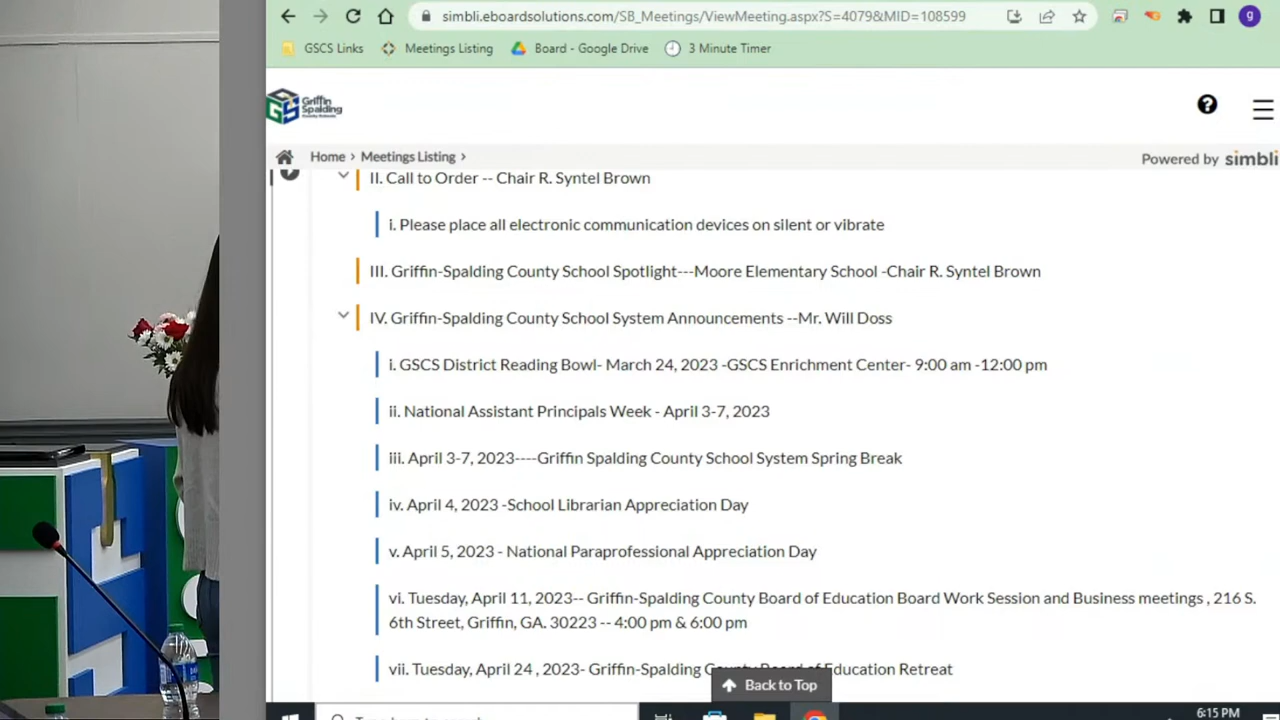 simbli.eboardsolutions.com/SB_Meetings/ViewMeeting.aspx?S=4079&MID=108599
g
GSCS Links
Meetings Listing
Board - Google Drive
3 Minute Timer
GS
Griffin
Spalding
?
Home > Meetings Listing >
Powered by simbli
II. Call to Order -- Chair R. Syntel Brown
i. Please place all electronic communication devices on silent or vibrate
III. Griffin-Spalding County School Spotlight---Moore Elementary School -Chair R. Syntel Brown
IV. Griffin-Spalding County School System Announcements --Mr. Will Doss
i. GSCS District Reading Bowl- March 24, 2023 -GSCS Enrichment Center- 9:00 am -12:00 pm
ii. National Assistant Principals Week - April 3-7, 2023
iii. April 3-7, 2023----Griffin Spalding County School System Spring Break
iv. April 4, 2023 -School Librarian Appreciation Day
v. April 5, 2023 - National Paraprofessional Appreciation Day
vi. Tuesday, April 11, 2023-- Griffin-Spalding County Board of Education Board Work Session and Business meetings , 216 S.
6th Street, Griffin, GA. 30223 -- 4:00 pm & 6:00 pm
vii. Tuesday, April 24 , 2023- Griffin-Spalding County Board of Education Retreat
Back to Top
6:15 PM